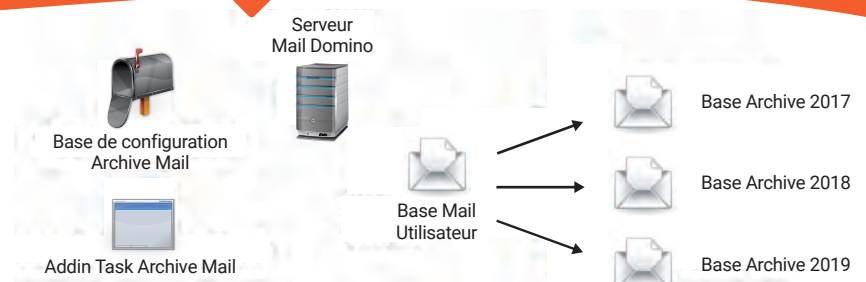 Serveur
Mail Domino
Base de configuration
Archive Mail
Addin Task Archive Mail
Base Mail
Utilisateur
Base Archive 2017
Base Archive 2018
Base Archive 2019